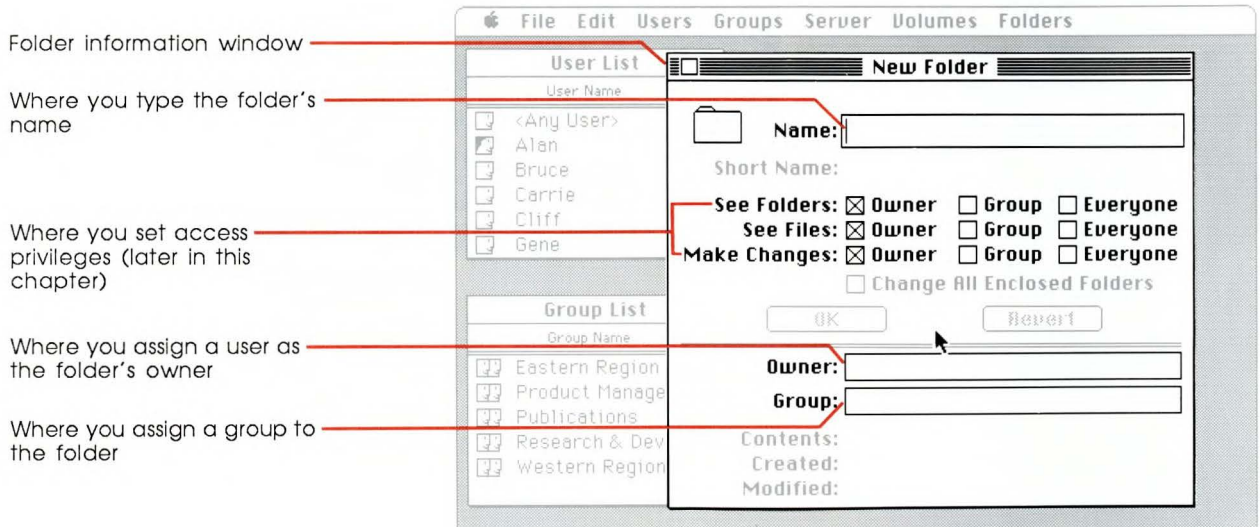 File Edit Users Groups Server Volumes Folders
Folder information window
Where you type the folder's
name
Where you set access
privileges (later in this
chapter)
Where you assign a user as
the folder's owner
Where you assign a group to
the folder
User List
User Name
<Any User>
Alan
Bruce
Carrie
Cliff
Gene
Group List
Group Name
Eastern Region
Product Manage
Publications
Research & Dev
Western Region
New Folder
Name:
Short Name:
See Folders: Owner Group Everyone
See Files: Owner Group Everyone
Make Changes: Owner Group Everyone
Change All Enclosed Folders
OK Revert
Owner:
Group:
Contents:
Created:
Modified: